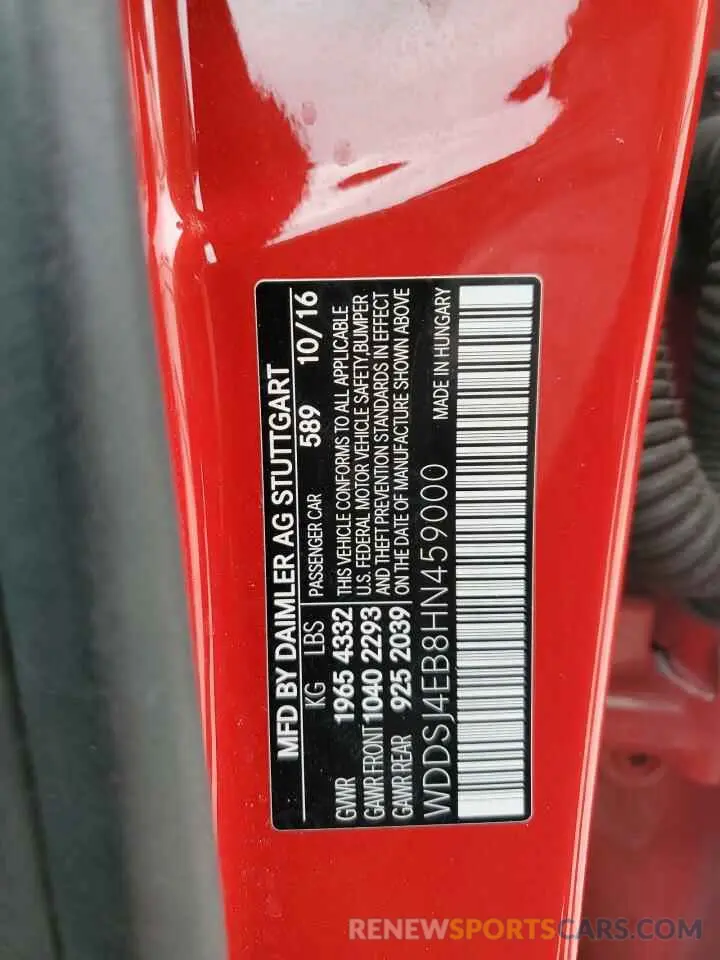 MFD BY DAIMLER AG STUTTGART
KG LBS PASSENGER CAR 589 10/16
GVWR 1965 4332 THIS VEHICLE CONFORMS TO ALL APPLICABLE
GAWR FRONT 1040 2293 U.S. FEDERAL MOTOR VEHICLE SAFETY,BUMPER
AND THEFT PREVENTION STANDARDS IN EFFECT
GAWR REAR 925 2039 ON THE DATE OF MANUFACTURE SHOWN ABOVE
WDDSJ4EB8HN459000 MADE IN HUNGARY
RENEWSPORTSCARS.COM